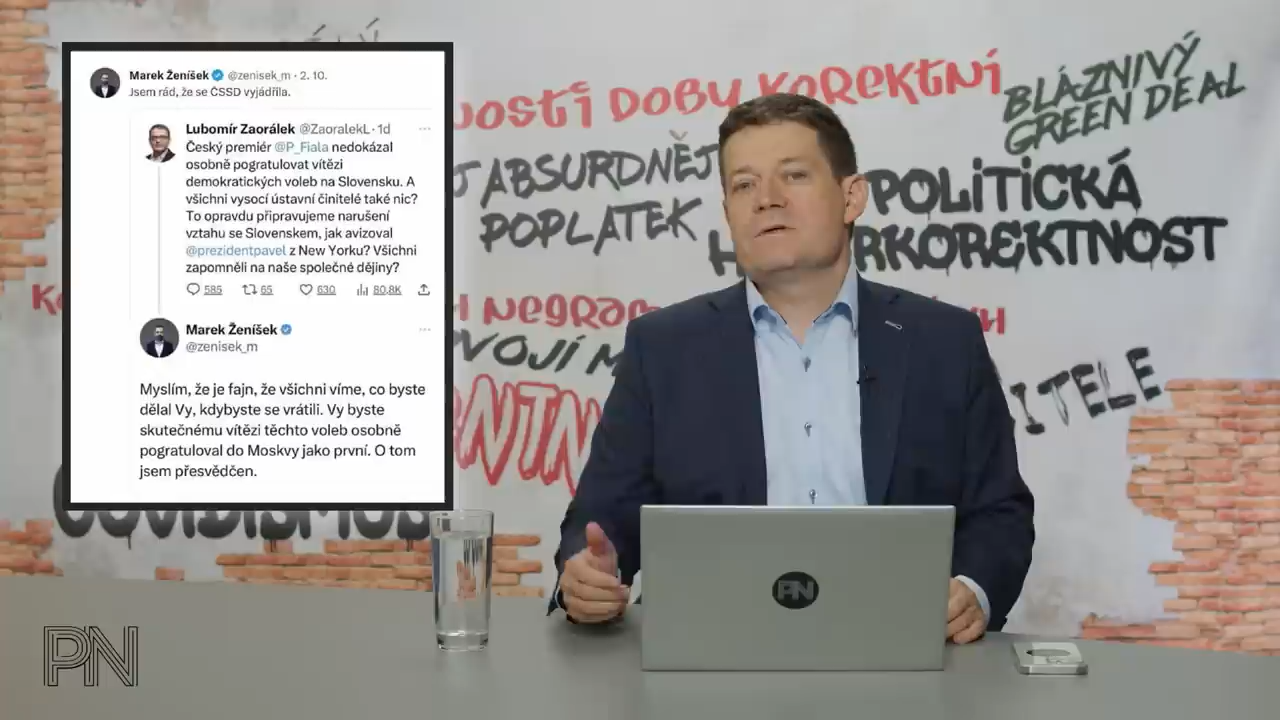 Marek Ženíšek @zenisek_m · 2. 10.
Jsem rád, že se ČSSD vyjádřila.
Lubomír Zaorálek @ZaoralekL · 1d
Český premiér @P_Fiala nedokázal
osobně pogratulovat vítězi
demokratických voleb na Slovensku. A
všichni vysocí ústavní činitelé také nic?
To opravdu připravujeme narušení
vztahu se Slovenskem, jak avizoval
@prezidentpavel z New Yorku? Všichni
zapomněli na naše společné dějiny?
585 65 630 80,8K
Marek Ženíšek
@zenisek_m
Myslím, že je fajn, že všichni víme, co byste
dělal Vy, kdybyste se vrátili. Vy byste
skutečnému vítězi těchto voleb osobně
pogratuloval do Moskvy jako první. O tom
jsem přesvědčen.
DOBY KOREKTNÍ
BLÁZNIVÝ
GREEN DEAL
POPLATEK
POLITICKÁ
PN
PN